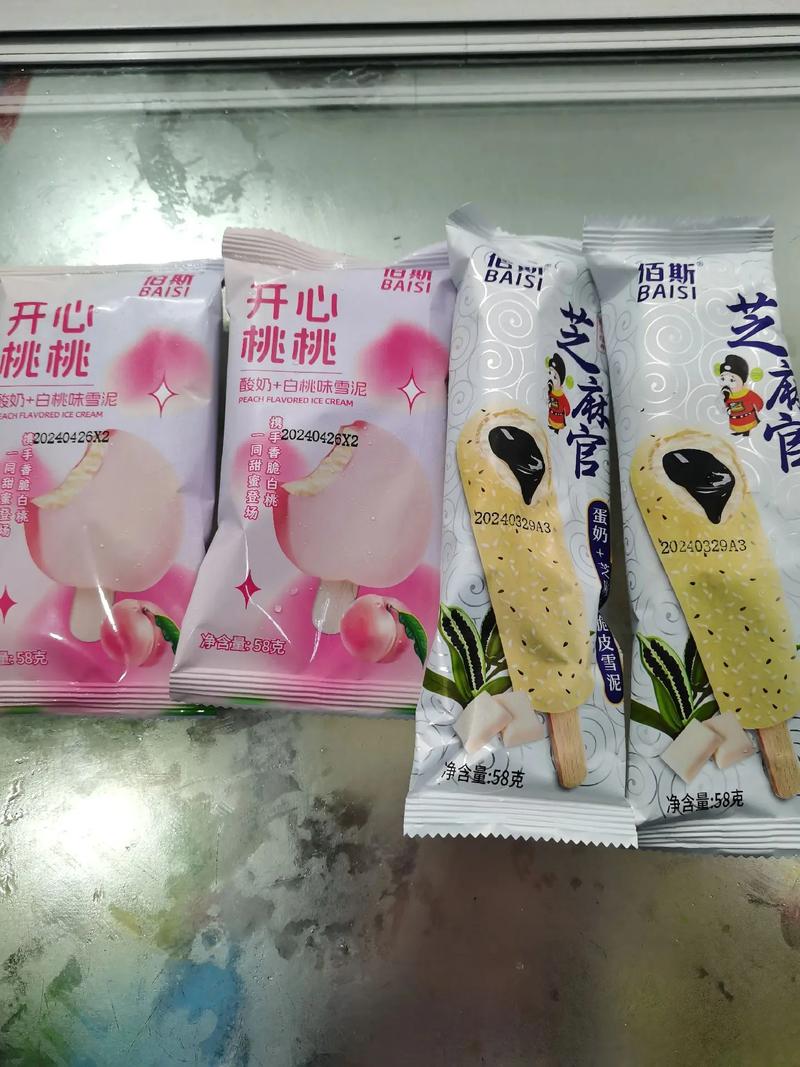 佰斯
BAISI
开心
桃桃
酸奶+白桃味雪泥
PEACH FLAVORED ICE CREAM
携手香脆白桃
一同甜蜜登场
20240426X2
58克
佰斯
BAISI
开心
桃桃
酸奶+白桃味雪泥
PEACH FLAVORED ICE CREAM
携手香脆白桃
一同甜蜜登场
20240426X2
净含量:58克
佰斯
BAISI
芝麻官
20240329A3
蛋奶+芝
脆皮雪泥
净含量:58克
佰斯
BAISI
芝麻官
20240329A3
净含量:58克